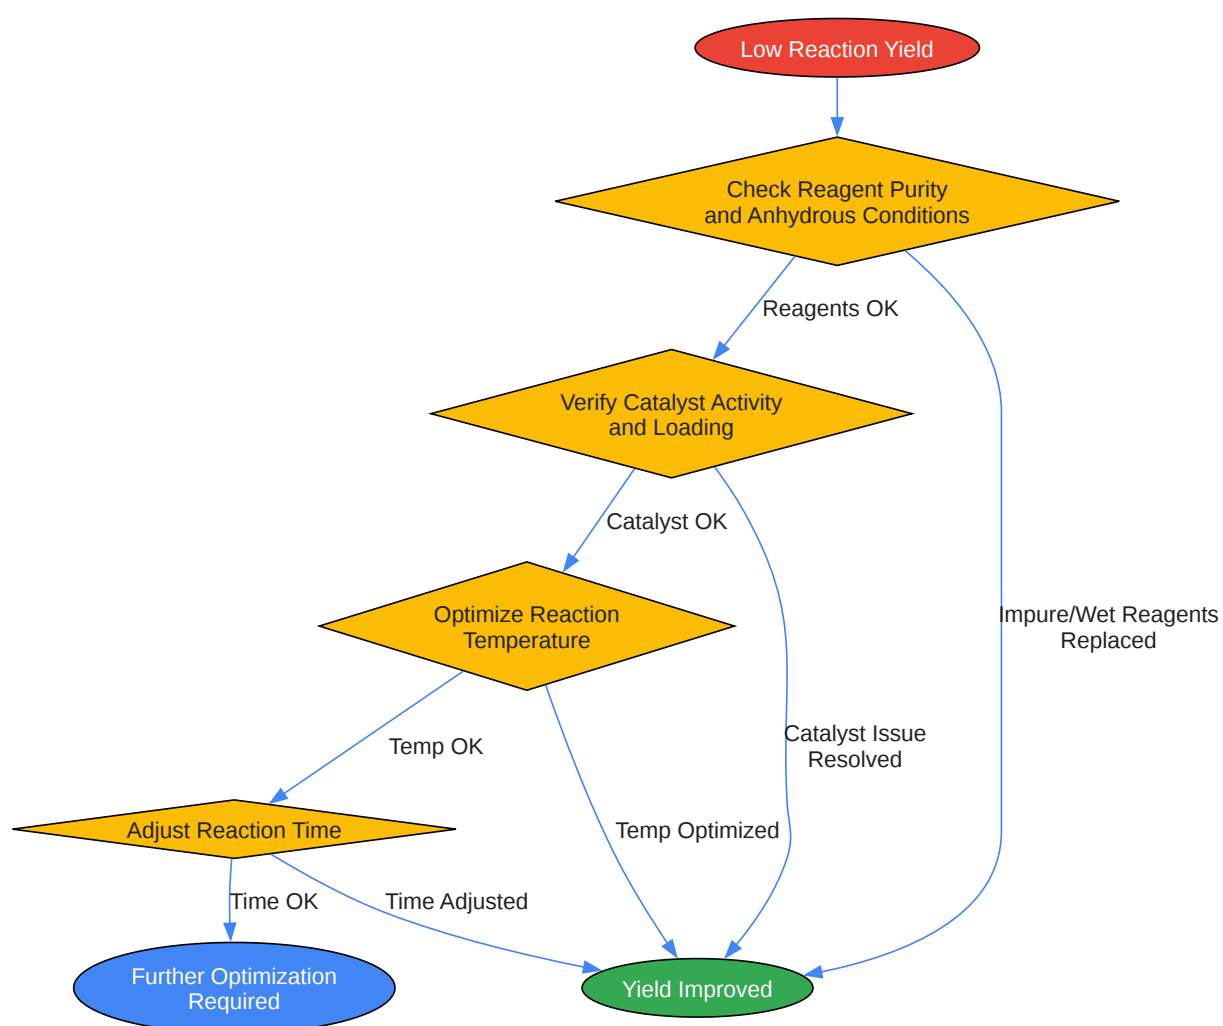 Low Reaction Yield
Check Reagent Purity
and Anhydrous Conditions
Reagents OK
Verify Catalyst Activity
and Loading
Catalyst OK
Optimize Reaction
Temperature
Impure/Wet Reagents
Replaced
Temp OK
Catalyst Issue
Resolved
Adjust Reaction Time
Temp Optimized
Time OK
Time Adjusted
Further Optimization
Required
Yield Improved